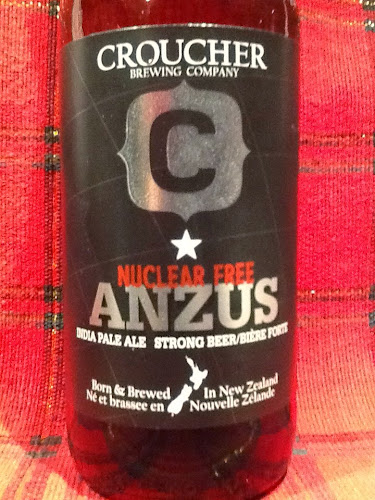 CROUCHER
BREWING COMPANY
C
NUCLEAR FREE
ANZUS
INDIA PALE ALE STRONG BEER/BIÈRE FORTE
Born & Brewed In New Zealand
Né et brassee en Nouvelle Zélande